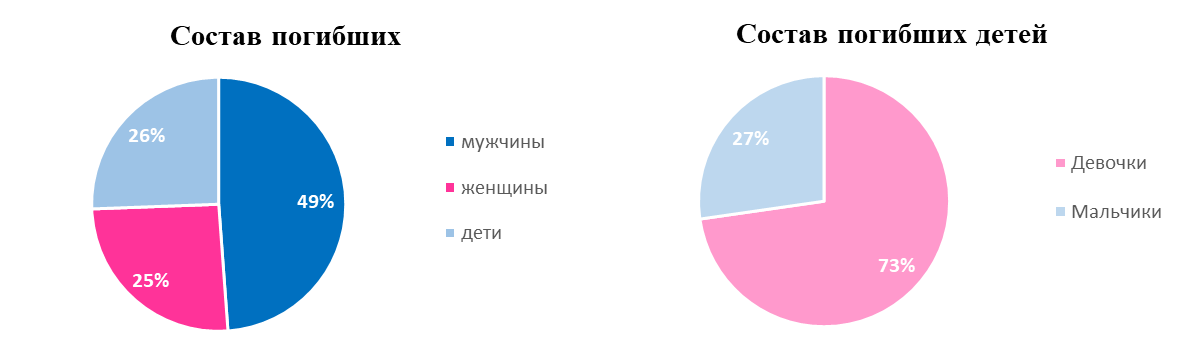 Состав погибших
26%
49%
25%
мужчины
женщины
дети
Состав погибших детей
27%
73%
Девочки
Мальчики